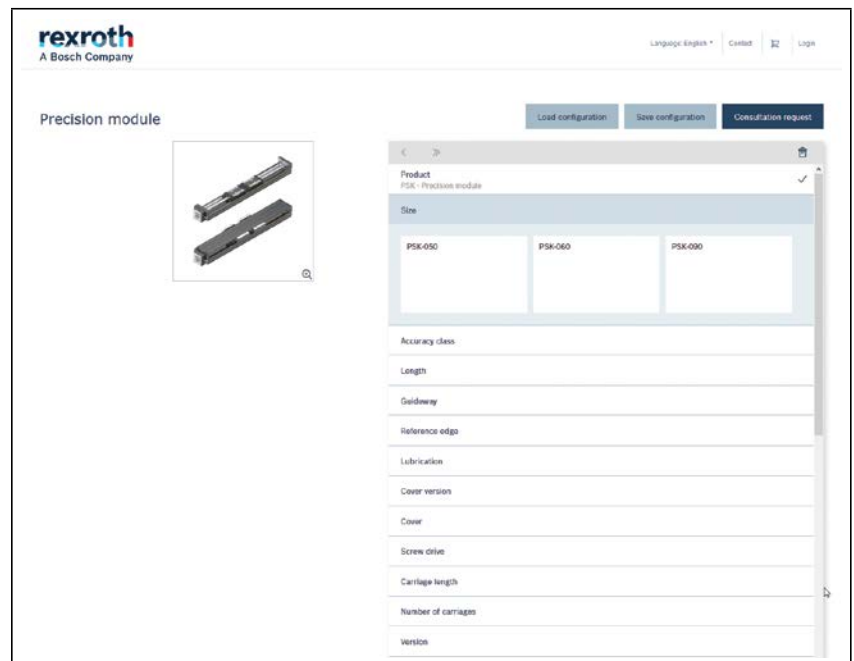 rexroth
A Bosch Company
Language: English
Contact
Login
Precision module
Load configuration
Save configuration
Consultation request
Product
PSK - Precision module
Size
PSK-050
PSK-060
PSK-090
Accuracy class
Length
Guideway
Reference edge
Lubrication
Cover version
Cover
Screw drive
Carriage length
Number of carriages
Version